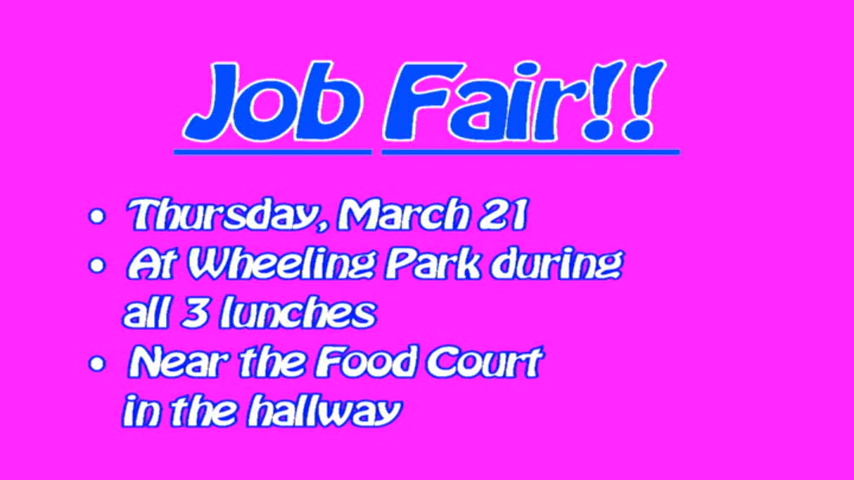 Job Fair!!
• Thursday, March 21
• At Wheeling Park during
all 3 lunches
• Near the Food Court
in the hallway